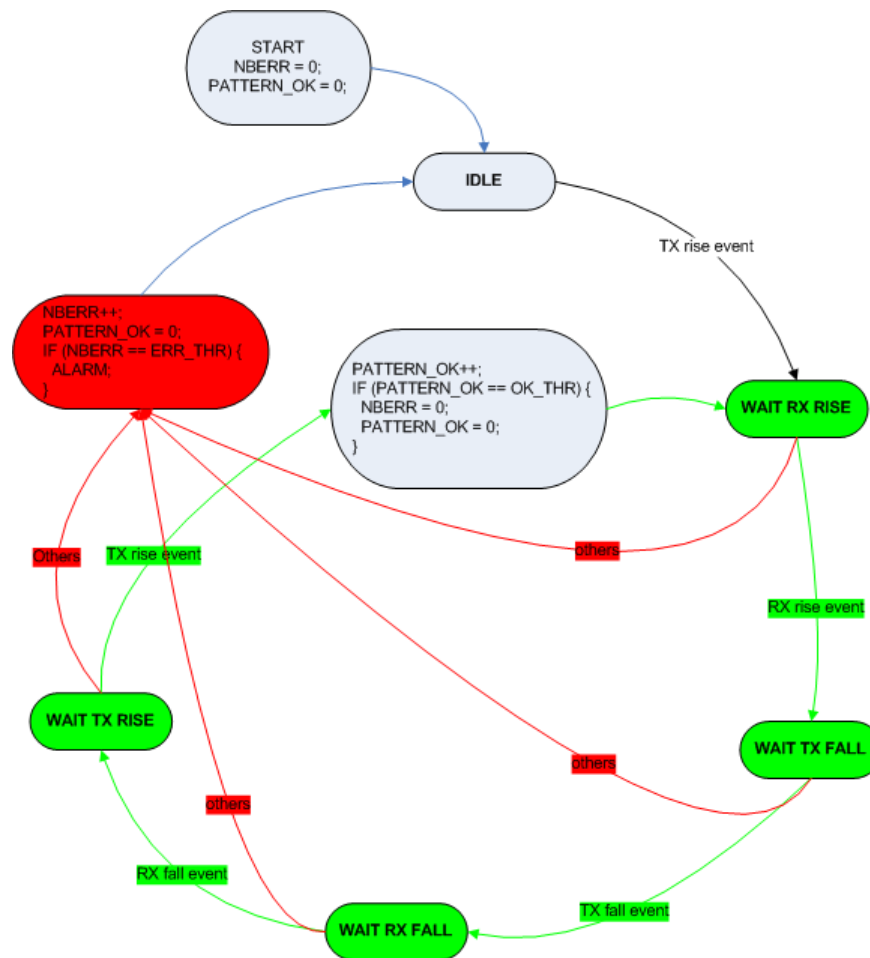 START
NBERR = 0;
PATTERN_OK = 0;
IDLE
TX rise event
NBERR++;
PATTERN_OK = 0;
IF (NBERR == ERR_THR) {
ALARM;
}
PATTERN_OK++;
IF (PATTERN_OK == OK_THR) {
NBERR = 0;
PATTERN_OK = 0;
}
WAIT RX RISE
Others
TX rise event
others
RX rise event
WAIT TX RISE
WAIT TX FALL
others
others
RX fall event
TX fall event
WAIT RX FALL